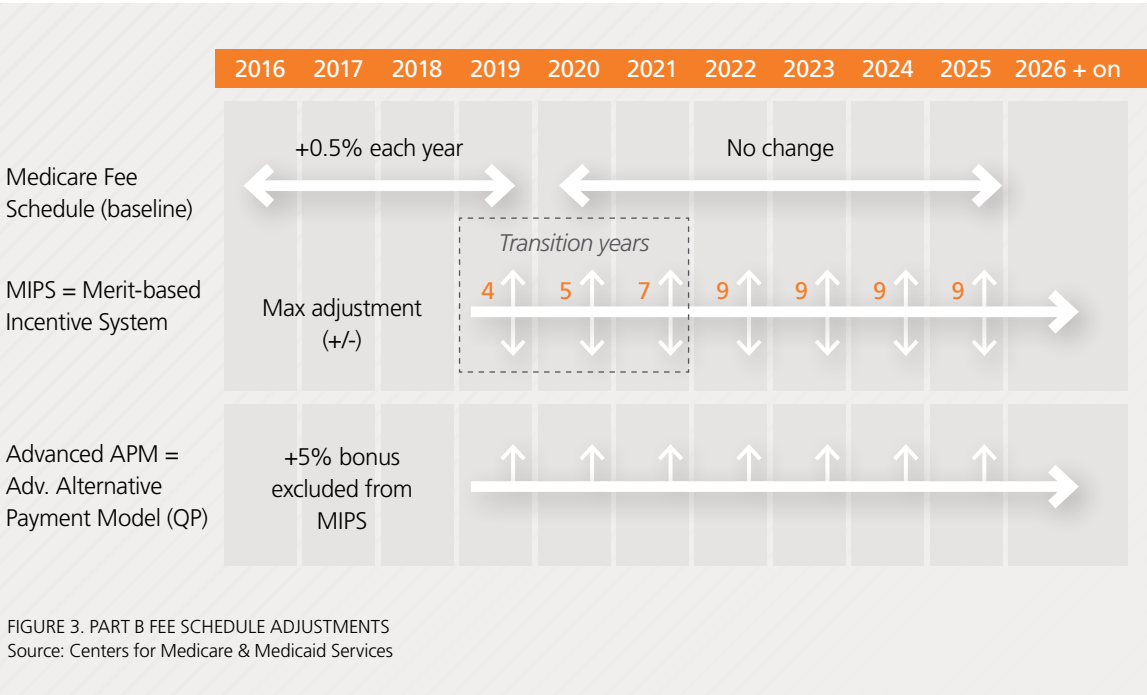 2016 2017 2018 2019 2020 2021 2022 2023 2024 2025 2026 + on
Medicare Fee
Schedule (baseline)
+0.5% each year
No change
Transition years
MIPS = Merit-based
Incentive System
Max adjustment
(+/-)
4 5 7 9 9 9 9
Advanced APM =
Adv. Alternative
Payment Model (QP)
+5% bonus
excluded from
MIPS
FIGURE 3. PART B FEE SCHEDULE ADJUSTMENTS
Source: Centers for Medicare & Medicaid Services